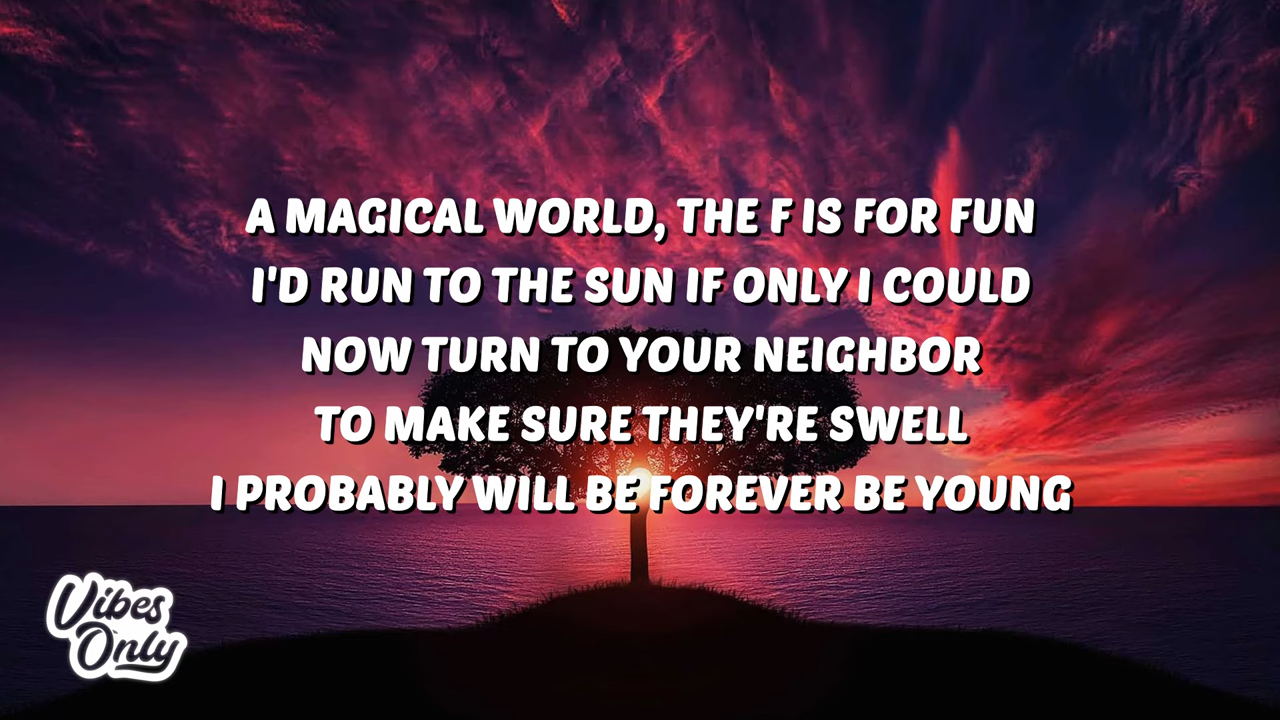 A MAGICAL WORLD, THE F IS FOR FUN
I'D RUN TO THE SUN IF ONLY I COULD
NOW TURN TO YOUR NEIGHBOR
TO MAKE SURE THEY'RE SWELL
I PROBABLY WILL BE FOREVER BE YOUNG
Vibes
Only